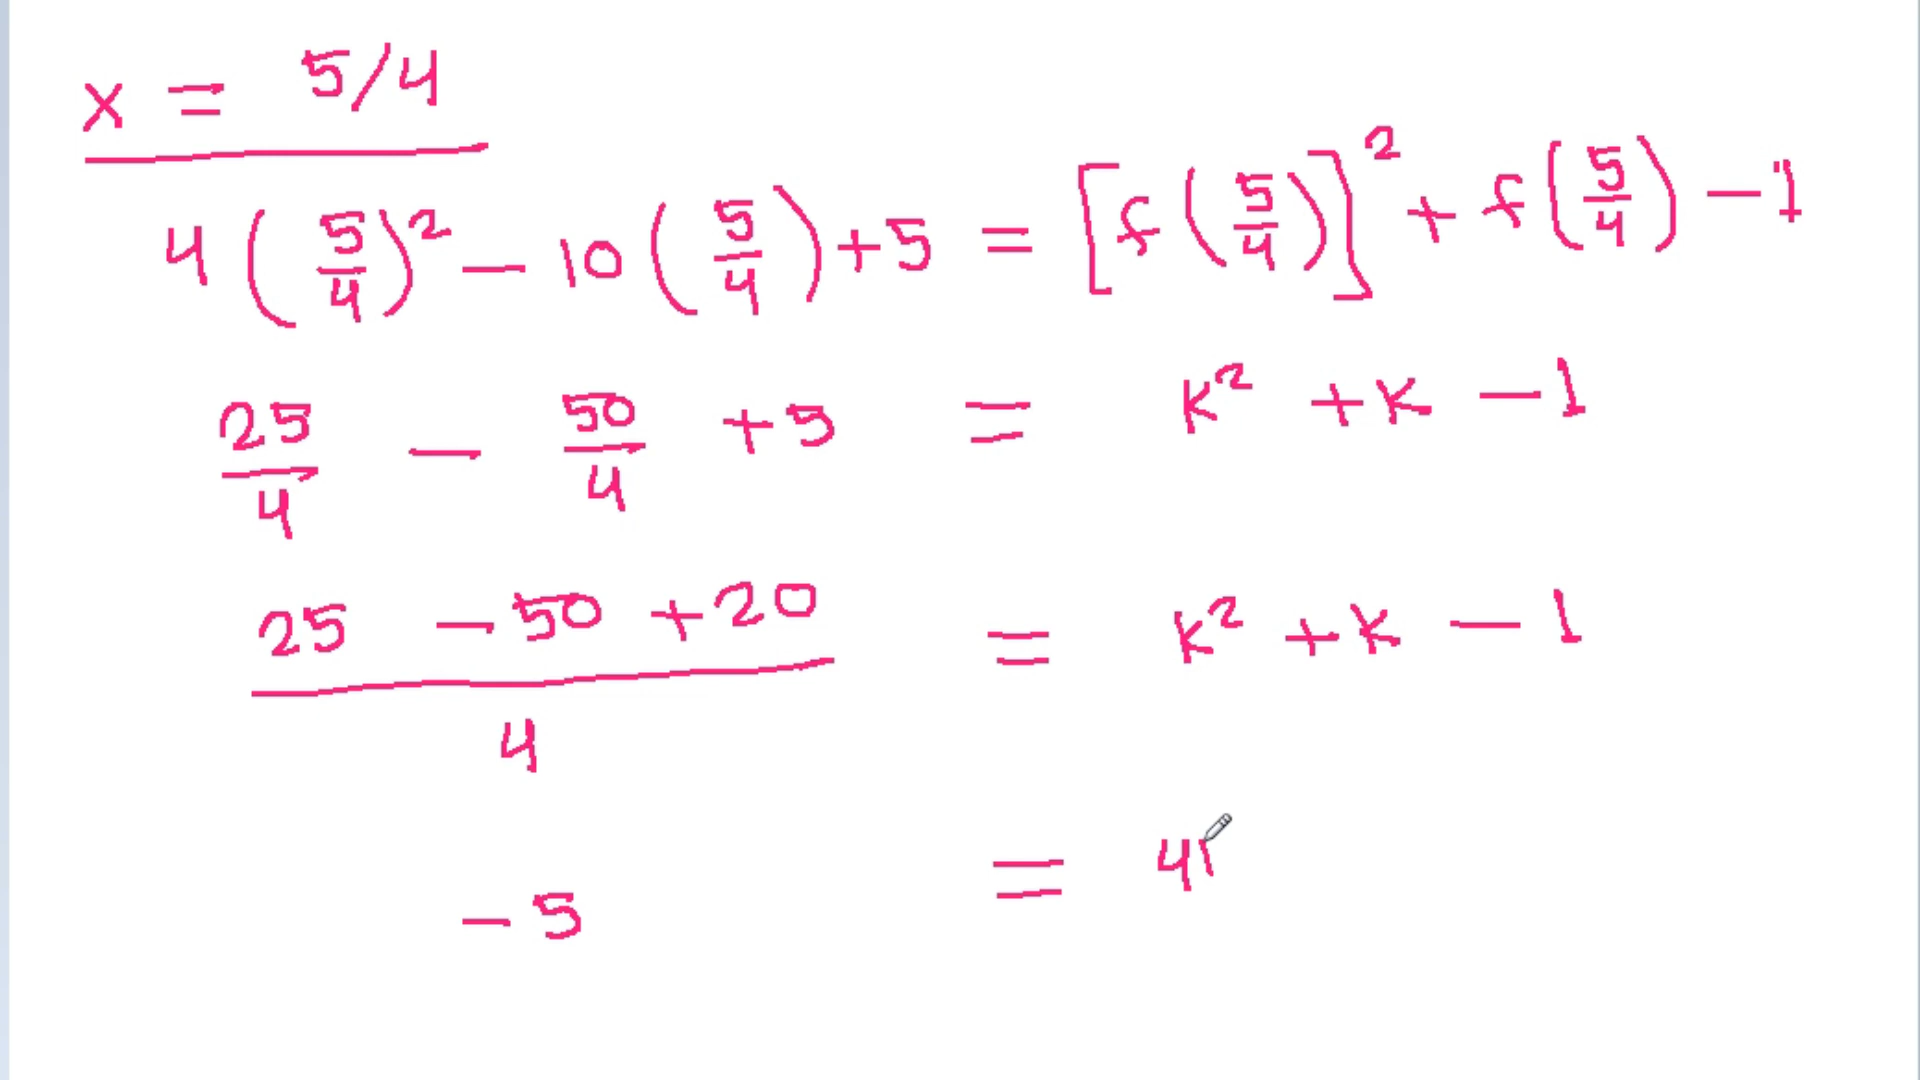 x = 5/4
4(5/4)² - 10(5/4) + 5 = [f(5/4)]² + f(5/4) - 1
25/4 - 50/4 + 5 = k² + k - 1
(25 - 50 + 20)/4 = k² + k - 1
-5 = 4